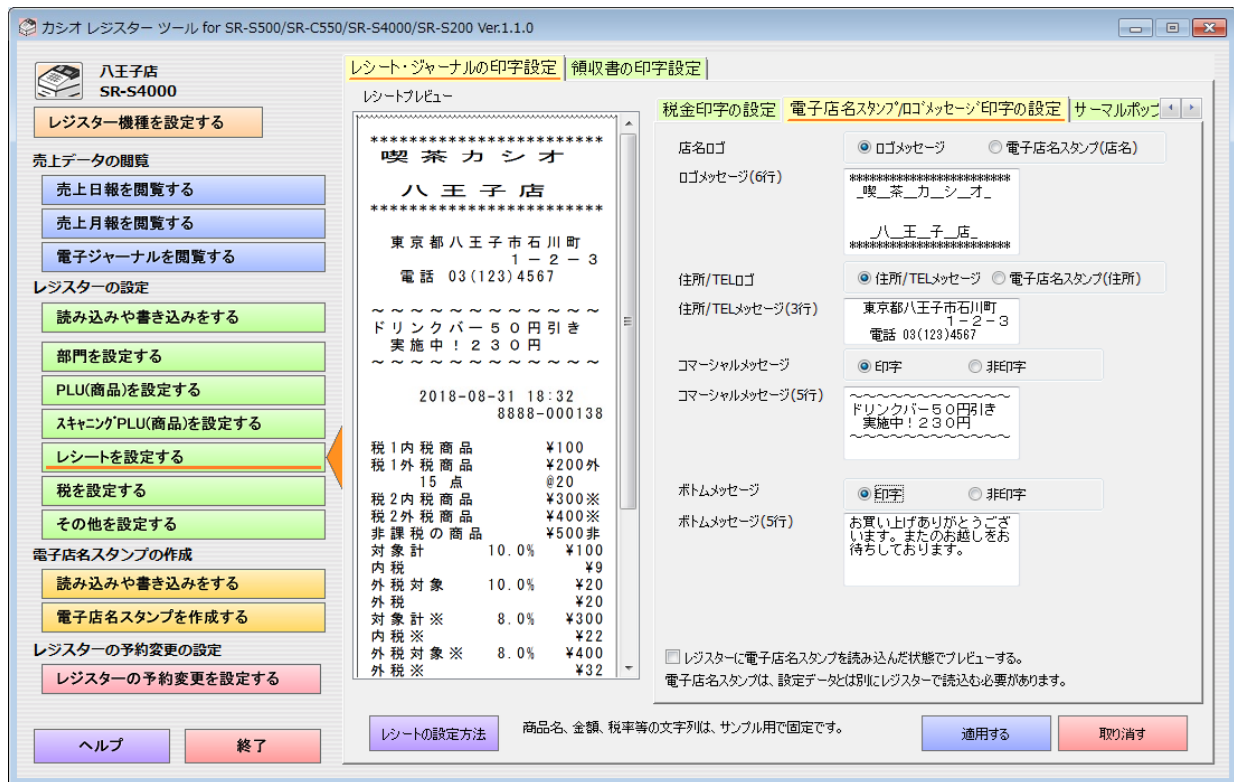 カシオ レジスター ツール for SR-S500/SR-C550/SR-S4000/SR-S200 Ver.1.1.0
八王子店
SR-S4000
レジスター機種を設定する
売上データの閲覧
売上日報を閲覧する
売上月報を閲覧する
電子ジャーナルを閲覧する
レジスターの設定
読み込みや書き込みをする
部門を設定する
PLU(商品)を設定する
スキャニングPLU(商品)を設定する
レシートを設定する
税を設定する
その他を設定する
電子店名スタンプの作成
読み込みや書き込みをする
電子店名スタンプを作成する
レジスターの予約変更の設定
レジスターの予約変更を設定する
ヘルプ 終了
レシート・ジャーナルの印字設定 領収書の印字設定
レシートプレビュー
************************
喫茶カシオ
八王子店
************************
東京都八王子市石川町
1-2-3
電話 03(123)4567
~~~~~~~~~~~~
ドリンクバー50円引き
実施中!230円
~~~~~~~~~~~~
2018-08-31 18:32
8888-000138
税1内税商品 ¥100
税1外税商品 ¥200外
15 点 @20
税2内税商品 ¥300※
税2外税商品 ¥400※
非課税の商品 ¥500非
対象計 10.0% ¥100
内税 ¥9
外税対象 10.0% ¥20
外税 ¥20
対象計※ 8.0% ¥300
内税※ ¥22
外税対象※ 8.0% ¥400
外税※ ¥32
税金印字の設定 電子店名スタンプ/ロゴメッセージ印字の設定 サーマルポップ
店名ロゴ ロゴメッセージ 電子店名スタンプ(店名)
ロゴメッセージ(6行)
************************
_喫__茶__カ__シ__オ_
_八__王__子__店_
************************
住所/TELロゴ 住所/TELメッセージ 電子店名スタンプ(住所)
住所/TELメッセージ(3行)
東京都八王子市石川町
1-2-3
電話 03(123)4567
コマーシャルメッセージ 印字 非印字
コマーシャルメッセージ(5行)
~~~~~~~~~~~~
ドリンクバー50円引き
実施中!230円
~~~~~~~~~~~~
ボトムメッセージ 印字 非印字
ボトムメッセージ(5行)
お買い上げありがとうござ
います。またのお越しをお
待ちしております。
レジスターに電子店名スタンプを読み込んだ状態でプレビューする。
電子店名スタンプは、設定データとは別にレジスターで読込む必要があります。
レシートの設定方法 商品名、金額、税率等の文字列は、サンプル用で固定です。 適用する 取り消す